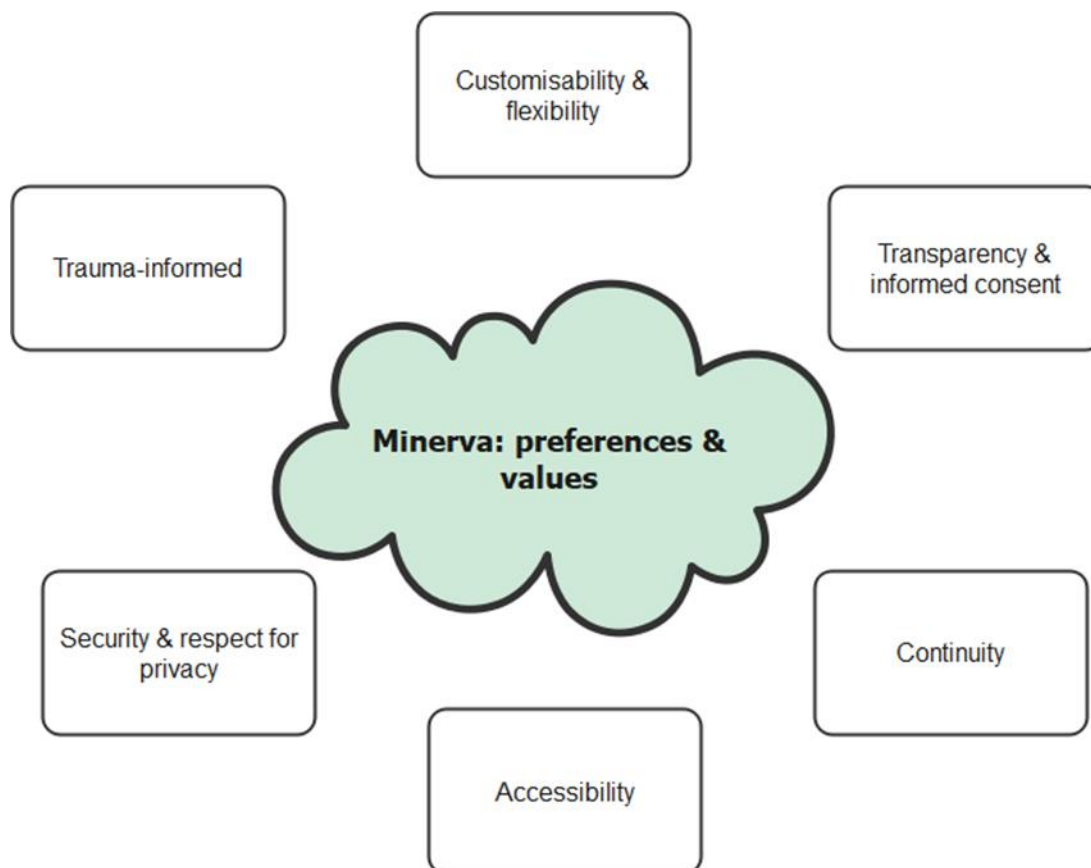 Customisability &
flexibility
Trauma-informed
Transparency &
informed consent
Minerva: preferences &
values
Security & respect for
privacy
Continuity
Accessibility